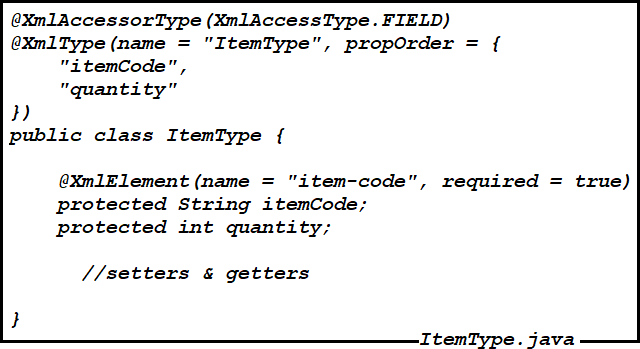 @XmlAccessorType(XmlAccessType.FIELD)
@XmlType(name = "ItemType", propOrder = {
    "itemCode",
    "quantity"
})
public class ItemType {
    @XmlElement(name = "item-code", required = true)
    protected String itemCode;
    protected int quantity;
      //setters & getters
}
ItemType.java